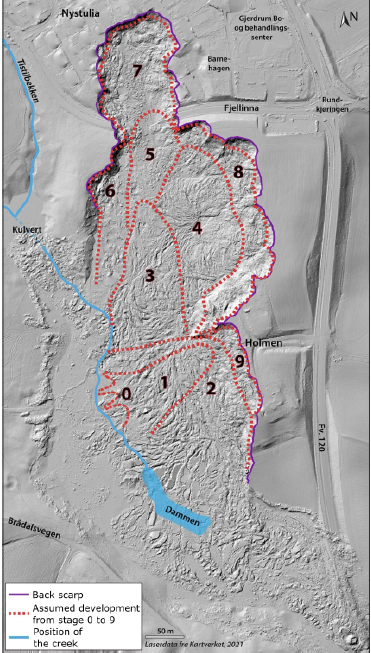 Nystulia
Gjerdrum Bo-
og behandlings-
senter
N
Tistilbekken
7
Barne-
hagen
Fjellinna
Rund-
kjøringen
5
6
8
4
Kulvert
3
Holmen
9
0
1
2
Fv. 120
Dammen
Brådalsvegen
Back scarp
Assumed development
from stage 0 to 9
Position of
the creek
50 m
Laserdata fra Kartverket, 2021